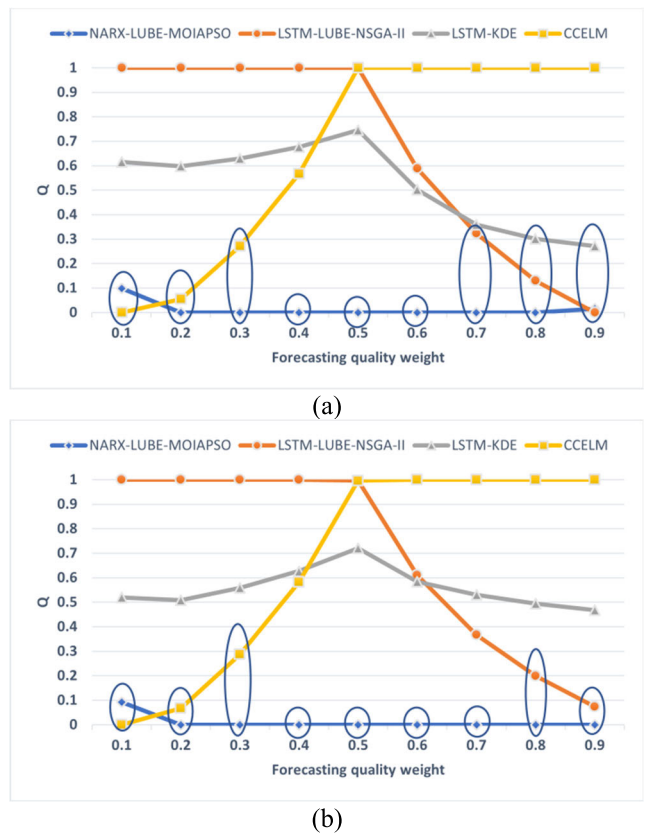 NARX-LUBE-MOIAPSO LSTM-LUBE-NSGA-II LSTM-KDE CCELM
1
0.9
0.8
0.7
0.6
0.5
0.4
0.3
0.2
0.1
0
Q
0.1 0.2 0.3 0.4 0.5 0.6 0.7 0.8 0.9
Forecasting quality weight
(a)
NARX-LUBE-MOIAPSO LSTM-LUBE-NSGA-II LSTM-KDE CCELM
1
0.9
0.8
0.7
0.6
0.5
0.4
0.3
0.2
0.1
0
Q
0.1 0.2 0.3 0.4 0.5 0.6 0.7 0.8 0.9
Forecasting quality weight
(b)